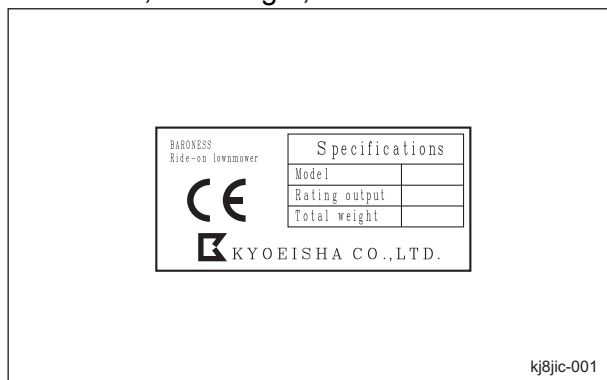 BARONESS
Ride-on lownmower
Specifications
Model
Rating output
Total weight
CE
KYOEISHA CO.,LTD.
kj8jic-001